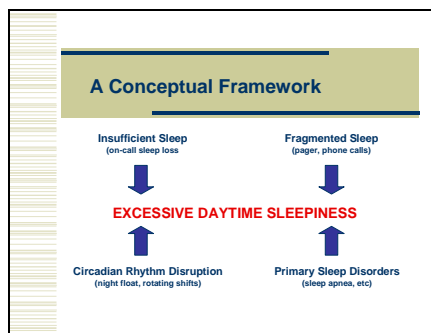 A Conceptual Framework
Insufficient Sleep
(on-call sleep loss
Fragmented Sleep
(pager, phone calls)
EXCESSIVE DAYTIME SLEEPINESS
Circadian Rhythm Disruption
(night float, rotating shifts)
Primary Sleep Disorders
(sleep apnea, etc)